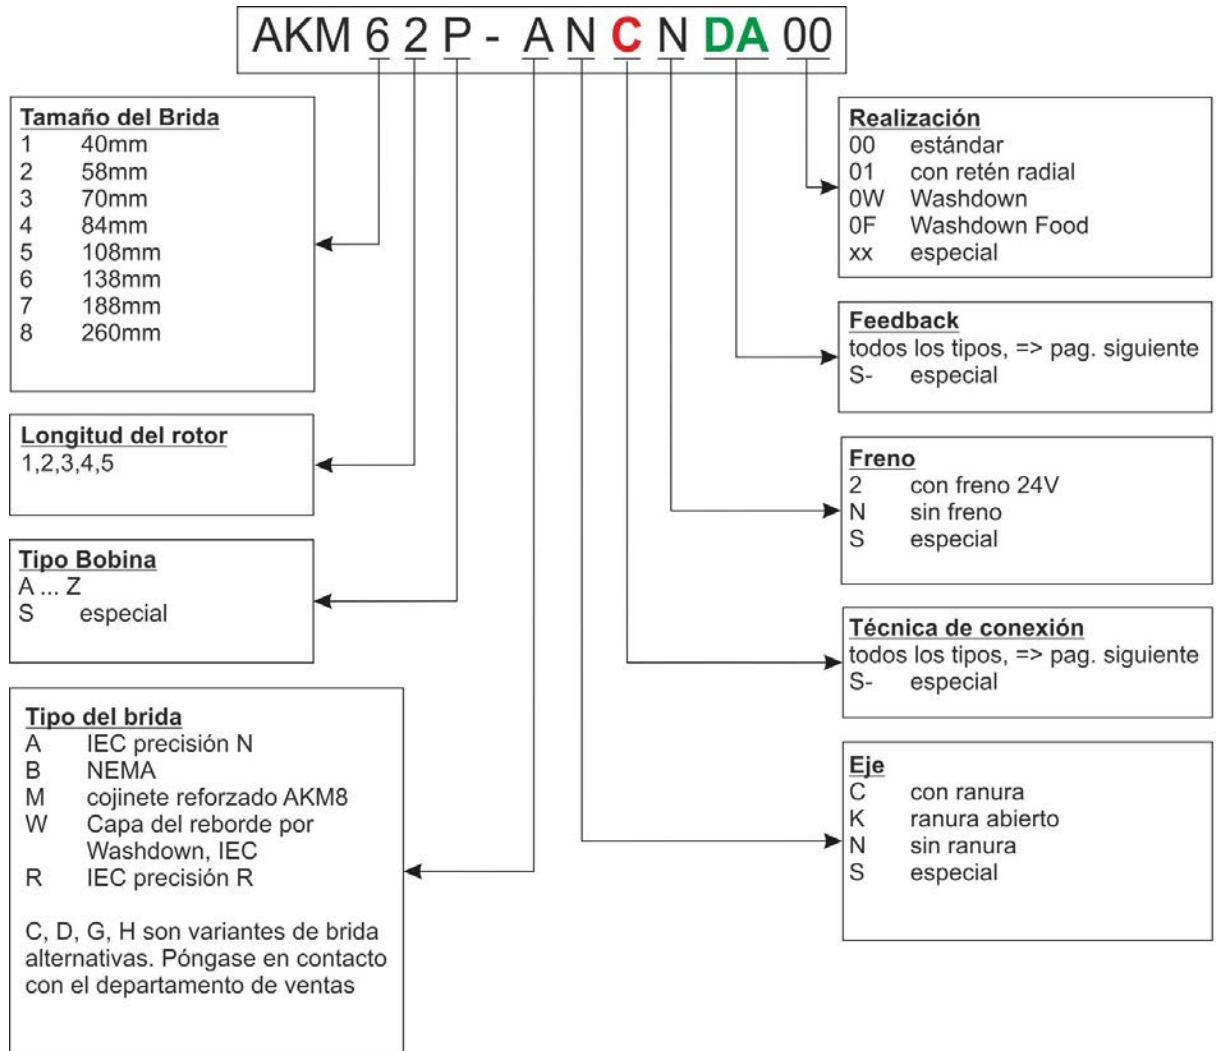 AKM 6 2 P - A N C N DA 00
Tamaño del Brida
1 40mm
2 58mm
3 70mm
4 84mm
5 108mm
6 138mm
7 188mm
8 260mm
Longitud del rotor
1,2,3,4,5
Tipo Bobina
A ... Z
S especial
Tipo del brida
A IEC precisión N
B NEMA
M cojinete reforzado AKM8
W Capa del reborde por
Washdown, IEC
R IEC precisión R
C, D, G, H son variantes de brida
alternativas. Póngase en contacto
con el departamento de ventas
Realización
00 estándar
01 con retén radial
0W Washdown
0F Washdown Food
xx especial
Feedback
todos los tipos, => pag. siguiente
S- especial
Freno
2 con freno 24V
N sin freno
S especial
Técnica de conexión
todos los tipos, => pag. siguiente
S- especial
Eje
C con ranura
K ranura abierto
N sin ranura
S especial